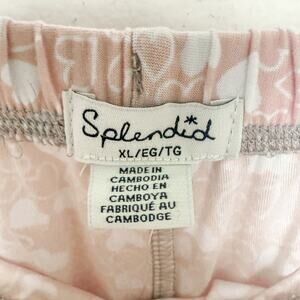 Splendid
XL/EG/TG
MADE IN
CAMBODIA
HECHO EN
CAMBOYA
FABRIQUÉ AU
CAMBODGE